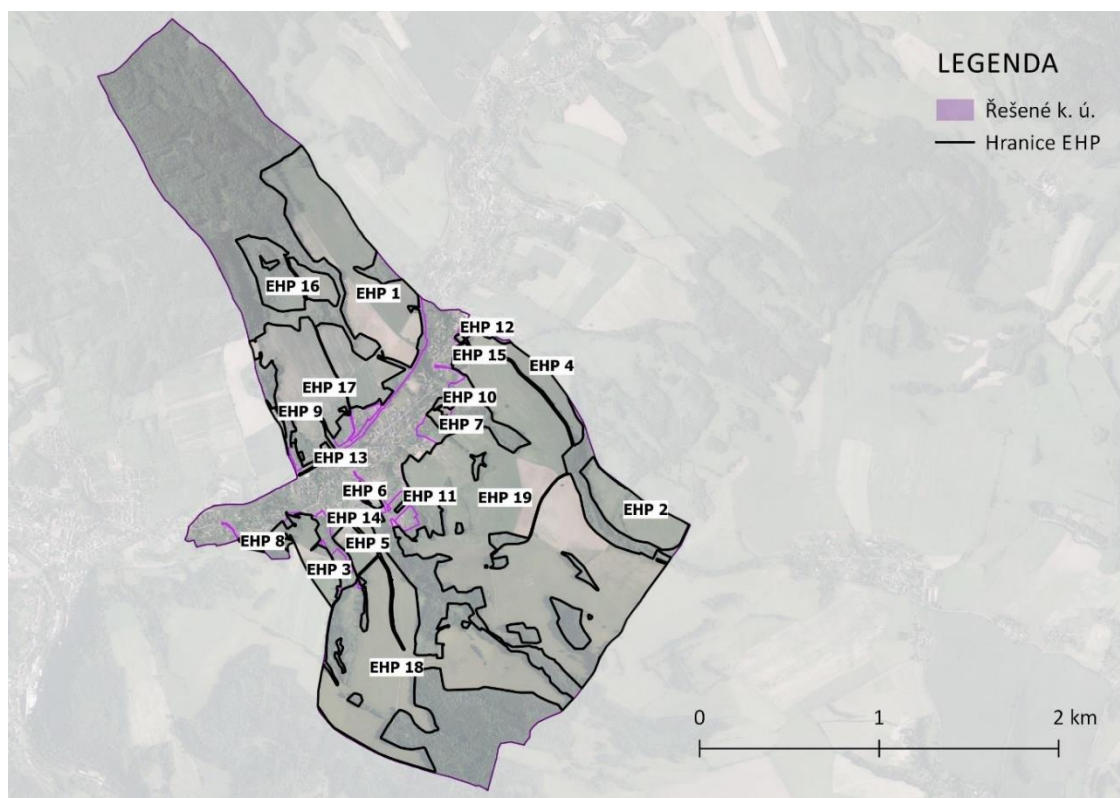 LEGENDA
Řešené k. ú.
Hranice EHP
EHP 16
EHP 1
EHP 12
EHP 15
EHP 4
EHP 17
EHP 10
EHP 9
EHP 7
EHP 13
EHP 6
EHP 11
EHP 19
EHP 2
EHP 14
EHP 8
EHP 5
EHP 3
EHP 18
0 1 2 km